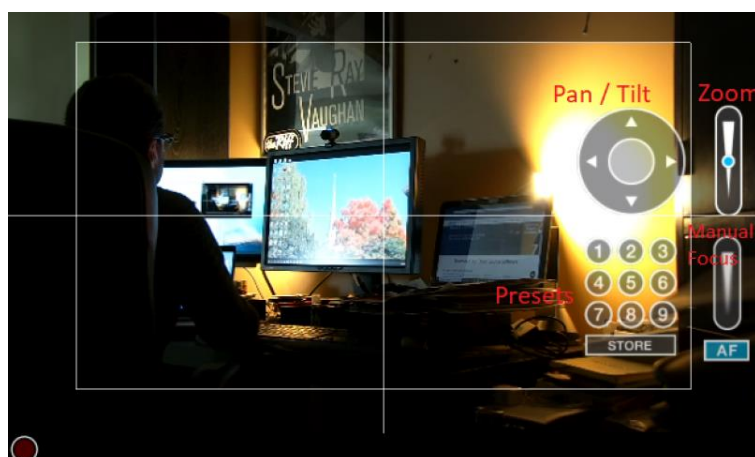 STEVIE RAY
VAUGHAN
Pan / Tilt
Zoom
Manual
Focus
Presets
1 2 3
4 5 6
7 8 9
STORE
AF